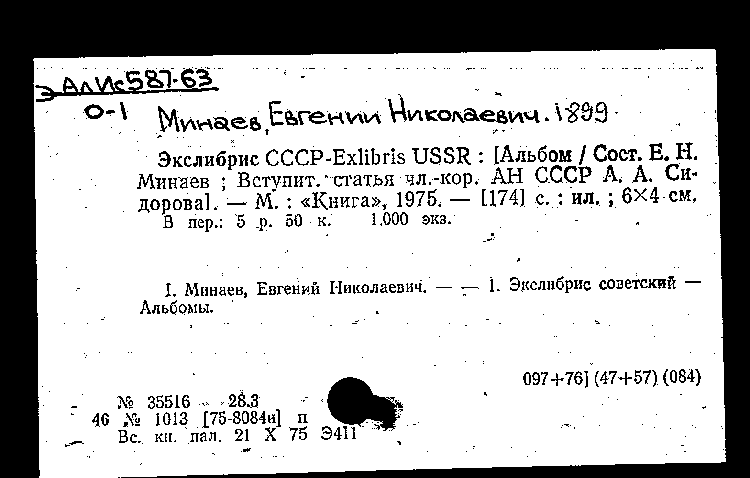 ЭАлИс587-63
О-1
Минаев, Евгений Николаевич. 1899-
Экслибрис СССР-Exlibris USSR : [Альбом / Сост. Е. Н.
Минаев ; Вступит. статья чл.-кор. АН СССР А. А. Си-
дорова]. — М. : «Книга», 1975. — [174] с. : ил. ; 6×4 см.
В пер.: 5 р. 50 к. 1.000 экз.
I. Минаев, Евгений Николаевич. — — 1. Экслибрис советский —
Альбомы.
097+76] (47+57) (084)
№ 35516 28.3
46 № 1013 [75-8084и] п
Вс. кн. пал. 21 X 75 Э411